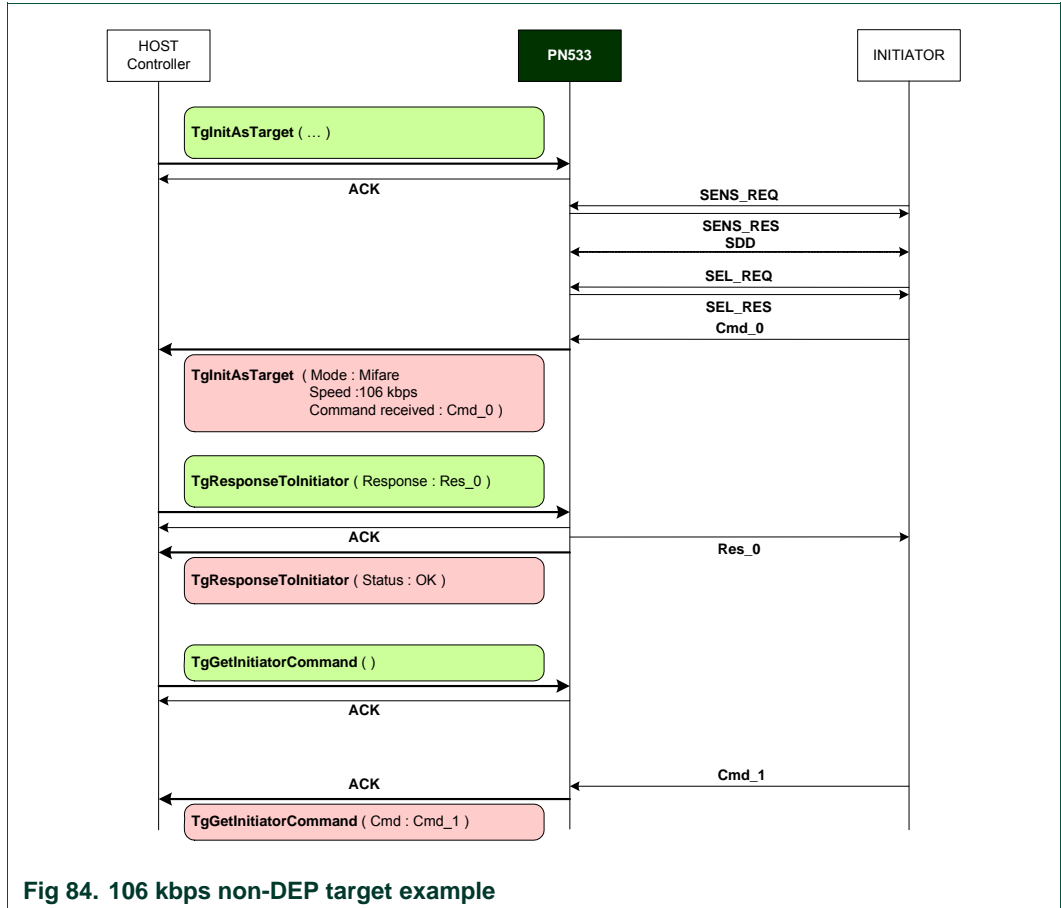 HOST
Controller
PN533
INITIATOR
TgInitAsTarget ( … )
ACK
SENS_REQ
SENS_RES
SDD
SEL_REQ
SEL_RES
Cmd_0
TgInitAsTarget ( Mode : Mifare
Speed :106 kbps
Command received : Cmd_0 )
TgResponseToInitiator ( Response : Res_0 )
ACK
Res_0
TgResponseToInitiator ( Status : OK )
TgGetInitiatorCommand ( )
ACK
Cmd_1
ACK
TgGetInitiatorCommand ( Cmd : Cmd_1 )
Fig 84. 106 kbps non-DEP target example